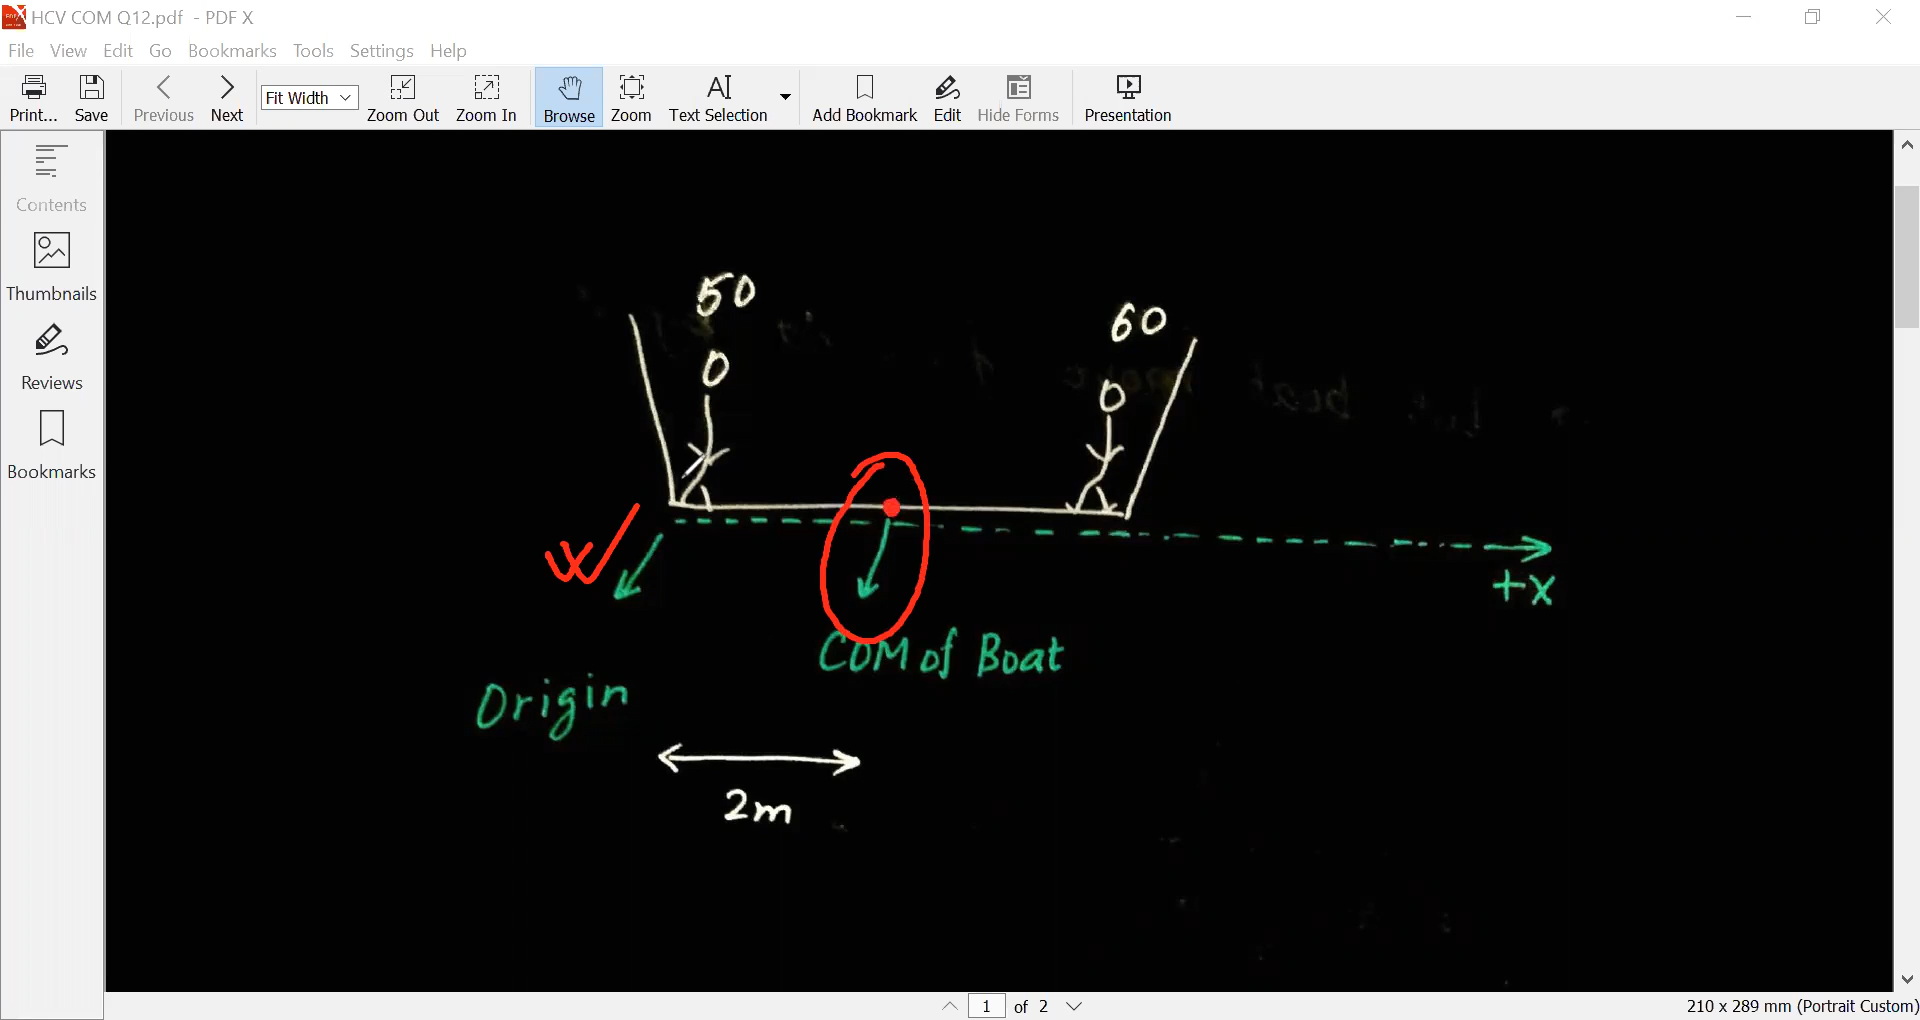 HCV COM Q12.pdf - PDF X
File View Edit Go Bookmarks Tools Settings Help
Print... Save Previous Next Fit Width Zoom Out Zoom In Browse Zoom Text Selection Add Bookmark Edit Hide Forms Presentation
Contents
Thumbnails
Reviews
Bookmarks
50
60
+x
COM of Boat
Origin
2m
1 of 2
210 x 289 mm (Portrait Custom)